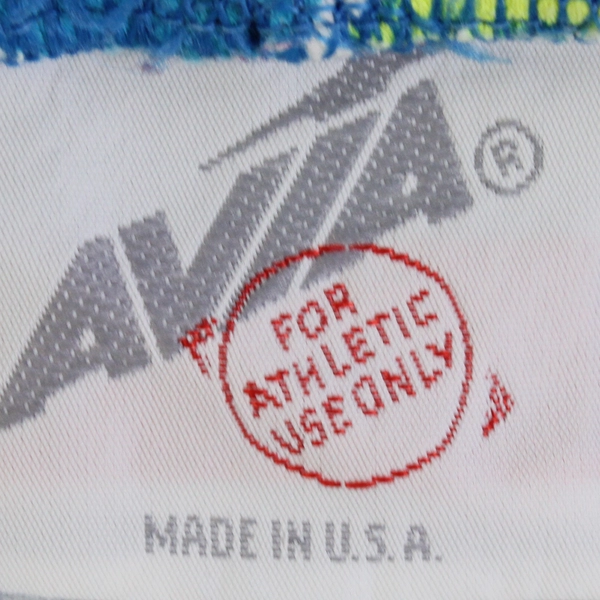 AVIA®
FOR
ATHLETIC
USE ONLY
MADE IN U.S.A.